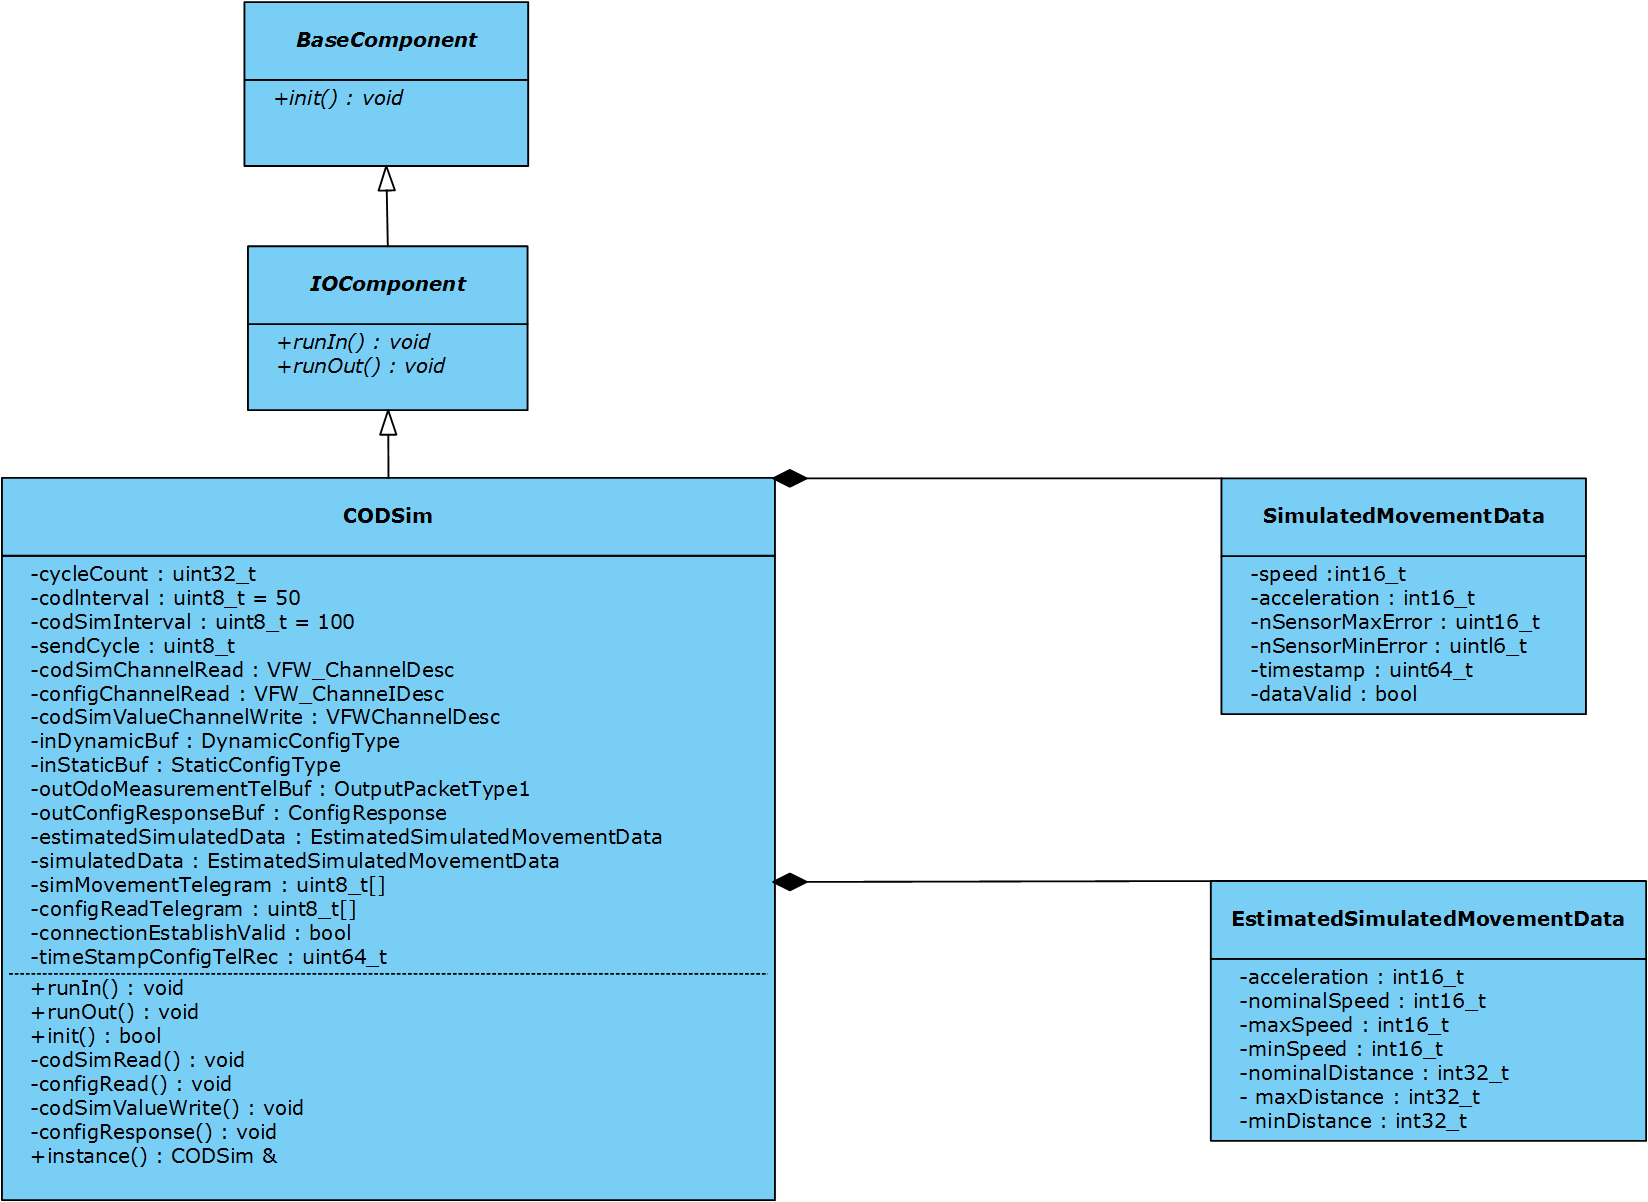 BaseComponent
+init() : void
IOComponent
+runIn() : void
+runOut() : void
CODSim
-cycleCount : uint32_t
-codlnterval : uint8_t = 50
-codSimInterval : uint8_t = 100
-sendCycle : uint8_t
-codSimChannelRead : VFW_ChannelDesc
-configChannelRead : VFW_ChanneIDesc
-codSimValueChannelWrite : VFWChannelDesc
-inDynamicBuf : DynamicConfigType
-inStaticBuf : StaticConfigType
-outOdoMeasurementTelBuf : OutputPacketType1
-outConfigResponseBuf : ConfigResponse
-estimatedSimulatedData : EstimatedSimulatedMovementData
-simulatedData : EstimatedSimulatedMovementData
-simMovementTelegram : uint8_t[]
-configReadTelegram : uint8_t[]
-connectionEstablishValid : bool
-timeStampConfigTelRec : uint64_t
+runIn() : void
+runOut() : void
+init() : bool
-codSimRead() : void
-configRead() : void
-codSimValueWrite() : void
-configResponse() : void
+instance() : CODSim &
SimulatedMovementData
-speed :int16_t
-acceleration : int16_t
-nSensorMaxError : uint16_t
-nSensorMinError : uintl6_t
-timestamp : uint64_t
-dataValid : bool
EstimatedSimulatedMovementData
-acceleration : int16_t
-nominalSpeed : int16_t
-maxSpeed : int16_t
-minSpeed : int16_t
-nominalDistance : int32_t
- maxDistance : int32_t
-minDistance : int32_t